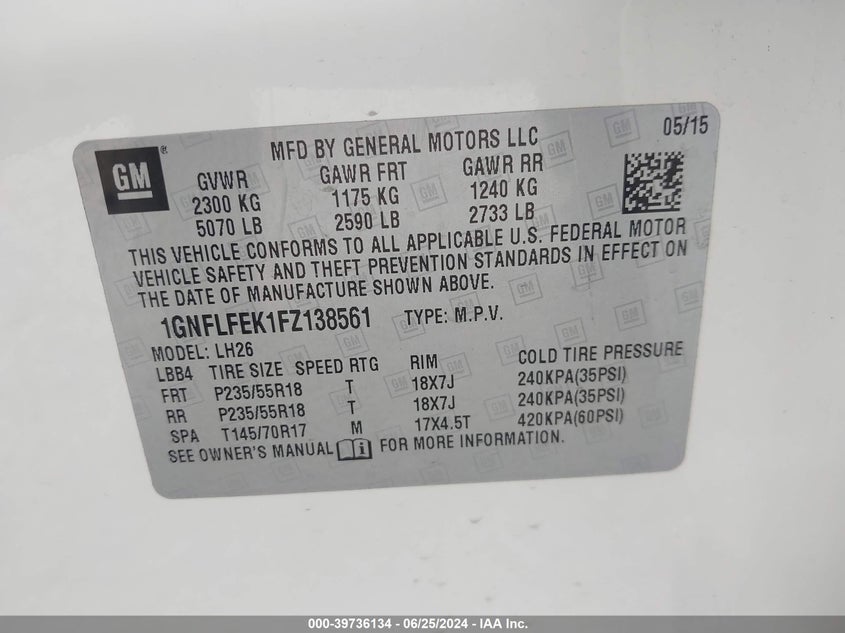 GM ®
MFD BY GENERAL MOTORS LLC 05/15
GVWR GAWR FRT GAWR RR
2300 KG 1175 KG 1240 KG
5070 LB 2590 LB 2733 LB
THIS VEHICLE CONFORMS TO ALL APPLICABLE U.S. FEDERAL MOTOR
VEHICLE SAFETY AND THEFT PREVENTION STANDARDS IN EFFECT ON
THE DATE OF MANUFACTURE SHOWN ABOVE.
1GNFLFEK1FZ138561 TYPE: M.P.V.
MODEL: LH26
LBB4 TIRE SIZE SPEED RTG RIM COLD TIRE PRESSURE
FRT P235/55R18 T 18X7J 240KPA(35PSI)
RR P235/55R18 T 18X7J 240KPA(35PSI)
SPA T145/70R17 M 17X4.5T 420KPA(60PSI)
SEE OWNER'S MANUAL FOR MORE INFORMATION.
000-39736134 - 06/25/2024 - IAA Inc.